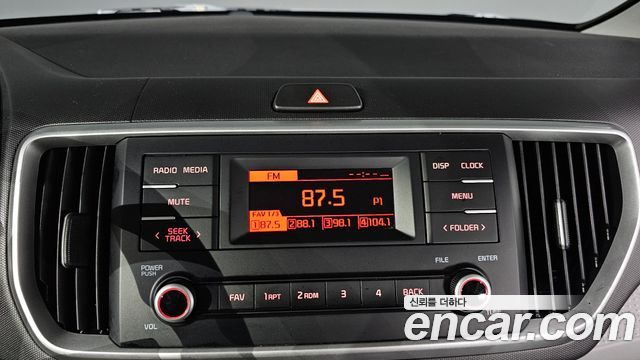 RADIO MEDIA
MUTE
< SEEK >
TRACK
FM
--:--
87.5 P1
FAV 1/3
1 87.5 2 88.1 3 98.1 4 104.1
DISP CLOCK
MENU
< FOLDER >
POWER
PUSH
VOL
FAV 1 RPT 2 RDM 3 4 BACK
FILE ENTER
신뢰를 더하다
encar.com